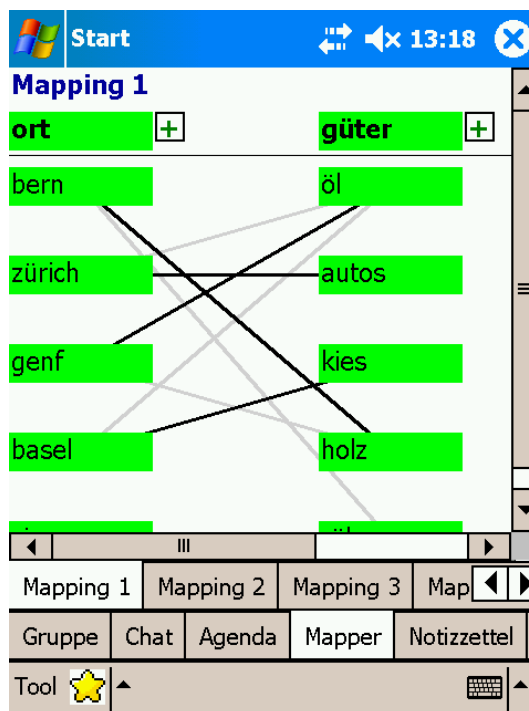 Start 13:18
Mapping 1
ort + güter +
bern öl
zürich autos
genf kies
basel holz
Mapping 1 Mapping 2 Mapping 3 Map
Gruppe Chat Agenda Mapper Notizzettel
Tool